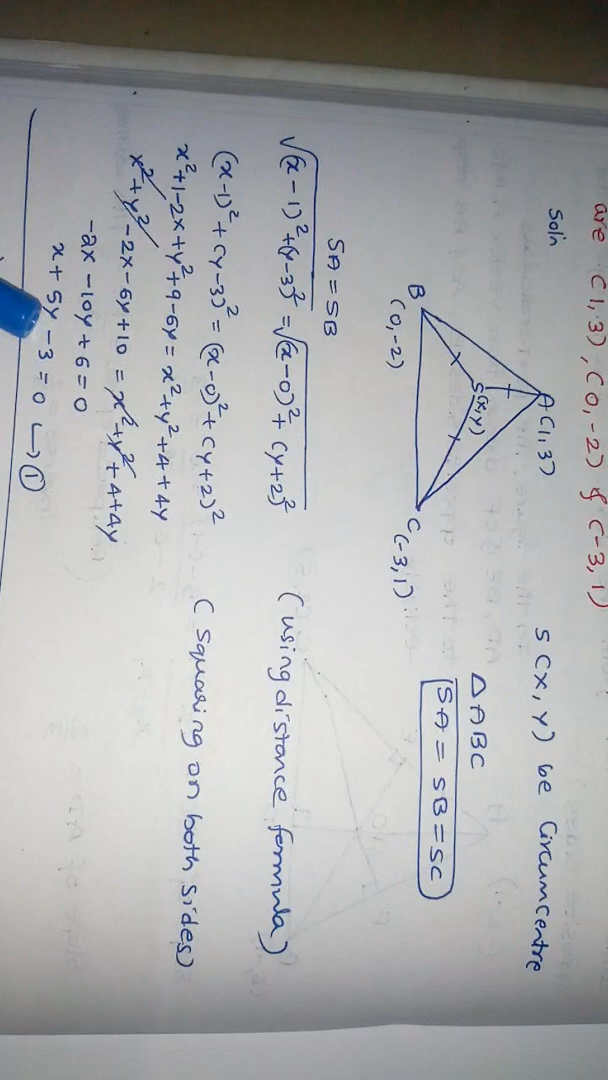 are (1,3), (0,-2) & (-3,1)
Soln
S(x,y) be Circumcentre
A(1,3)
S(x,y)
B
(0,-2)
C
(-3,1)
△ABC
SA = SB = SC
SA = SB
√(x-1)²+(y-3)² = √(x-0)²+(y+2)² (using distance formula)
(x-1)²+(y-3)² = (x-0)²+(y+2)² (squaring on both sides)
x²+1-2x+y²+9-6y = x²+y²+4+4y
x²+y²-2x-6y+10 = x²+y²+4+4y
-2x-10y+6=0
x+5y-3=0 ↳ ①